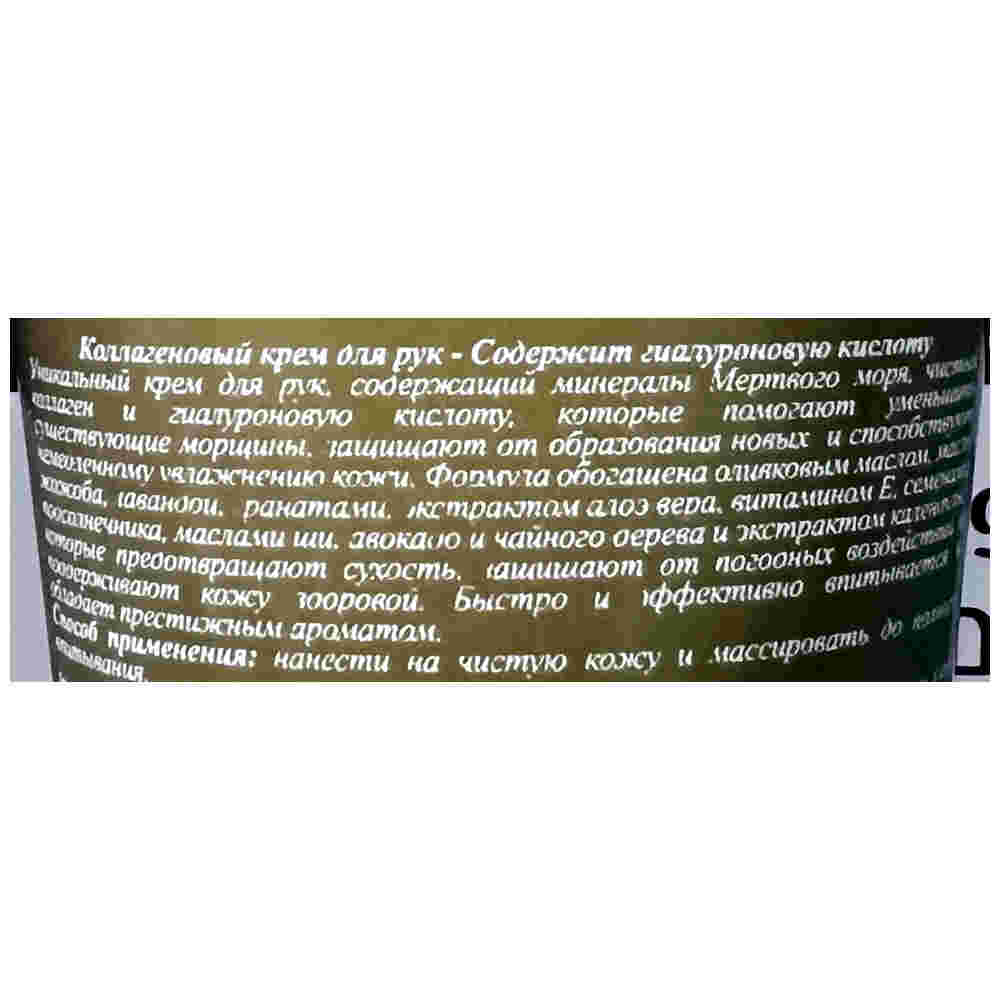 Коллагеновый крем для рук - Содержит гиалуроновую кислоту
Уникальный крем для рук, содержащий минералы Мертвого моря,
коллаген и гиалуроновую кислоту, которые помогают
существующие морщины, защищают от образования новых и
немедленному увлажнению кожи. Формула обогащена оливковым маслом,
жожоба, лаванды, гранатами, экстрактом алоэ вера, витамином Е,
подсолнечника, маслами ши, авокадо и чайного дерева и экстрактом
которые предотвращают сухость, защищают от погодных
поддерживают кожу здоровой. Быстро и эффективно впитывается
обладает престижным ароматом.
Способ применения: нанести на чистую кожу и массировать до
впитывания.